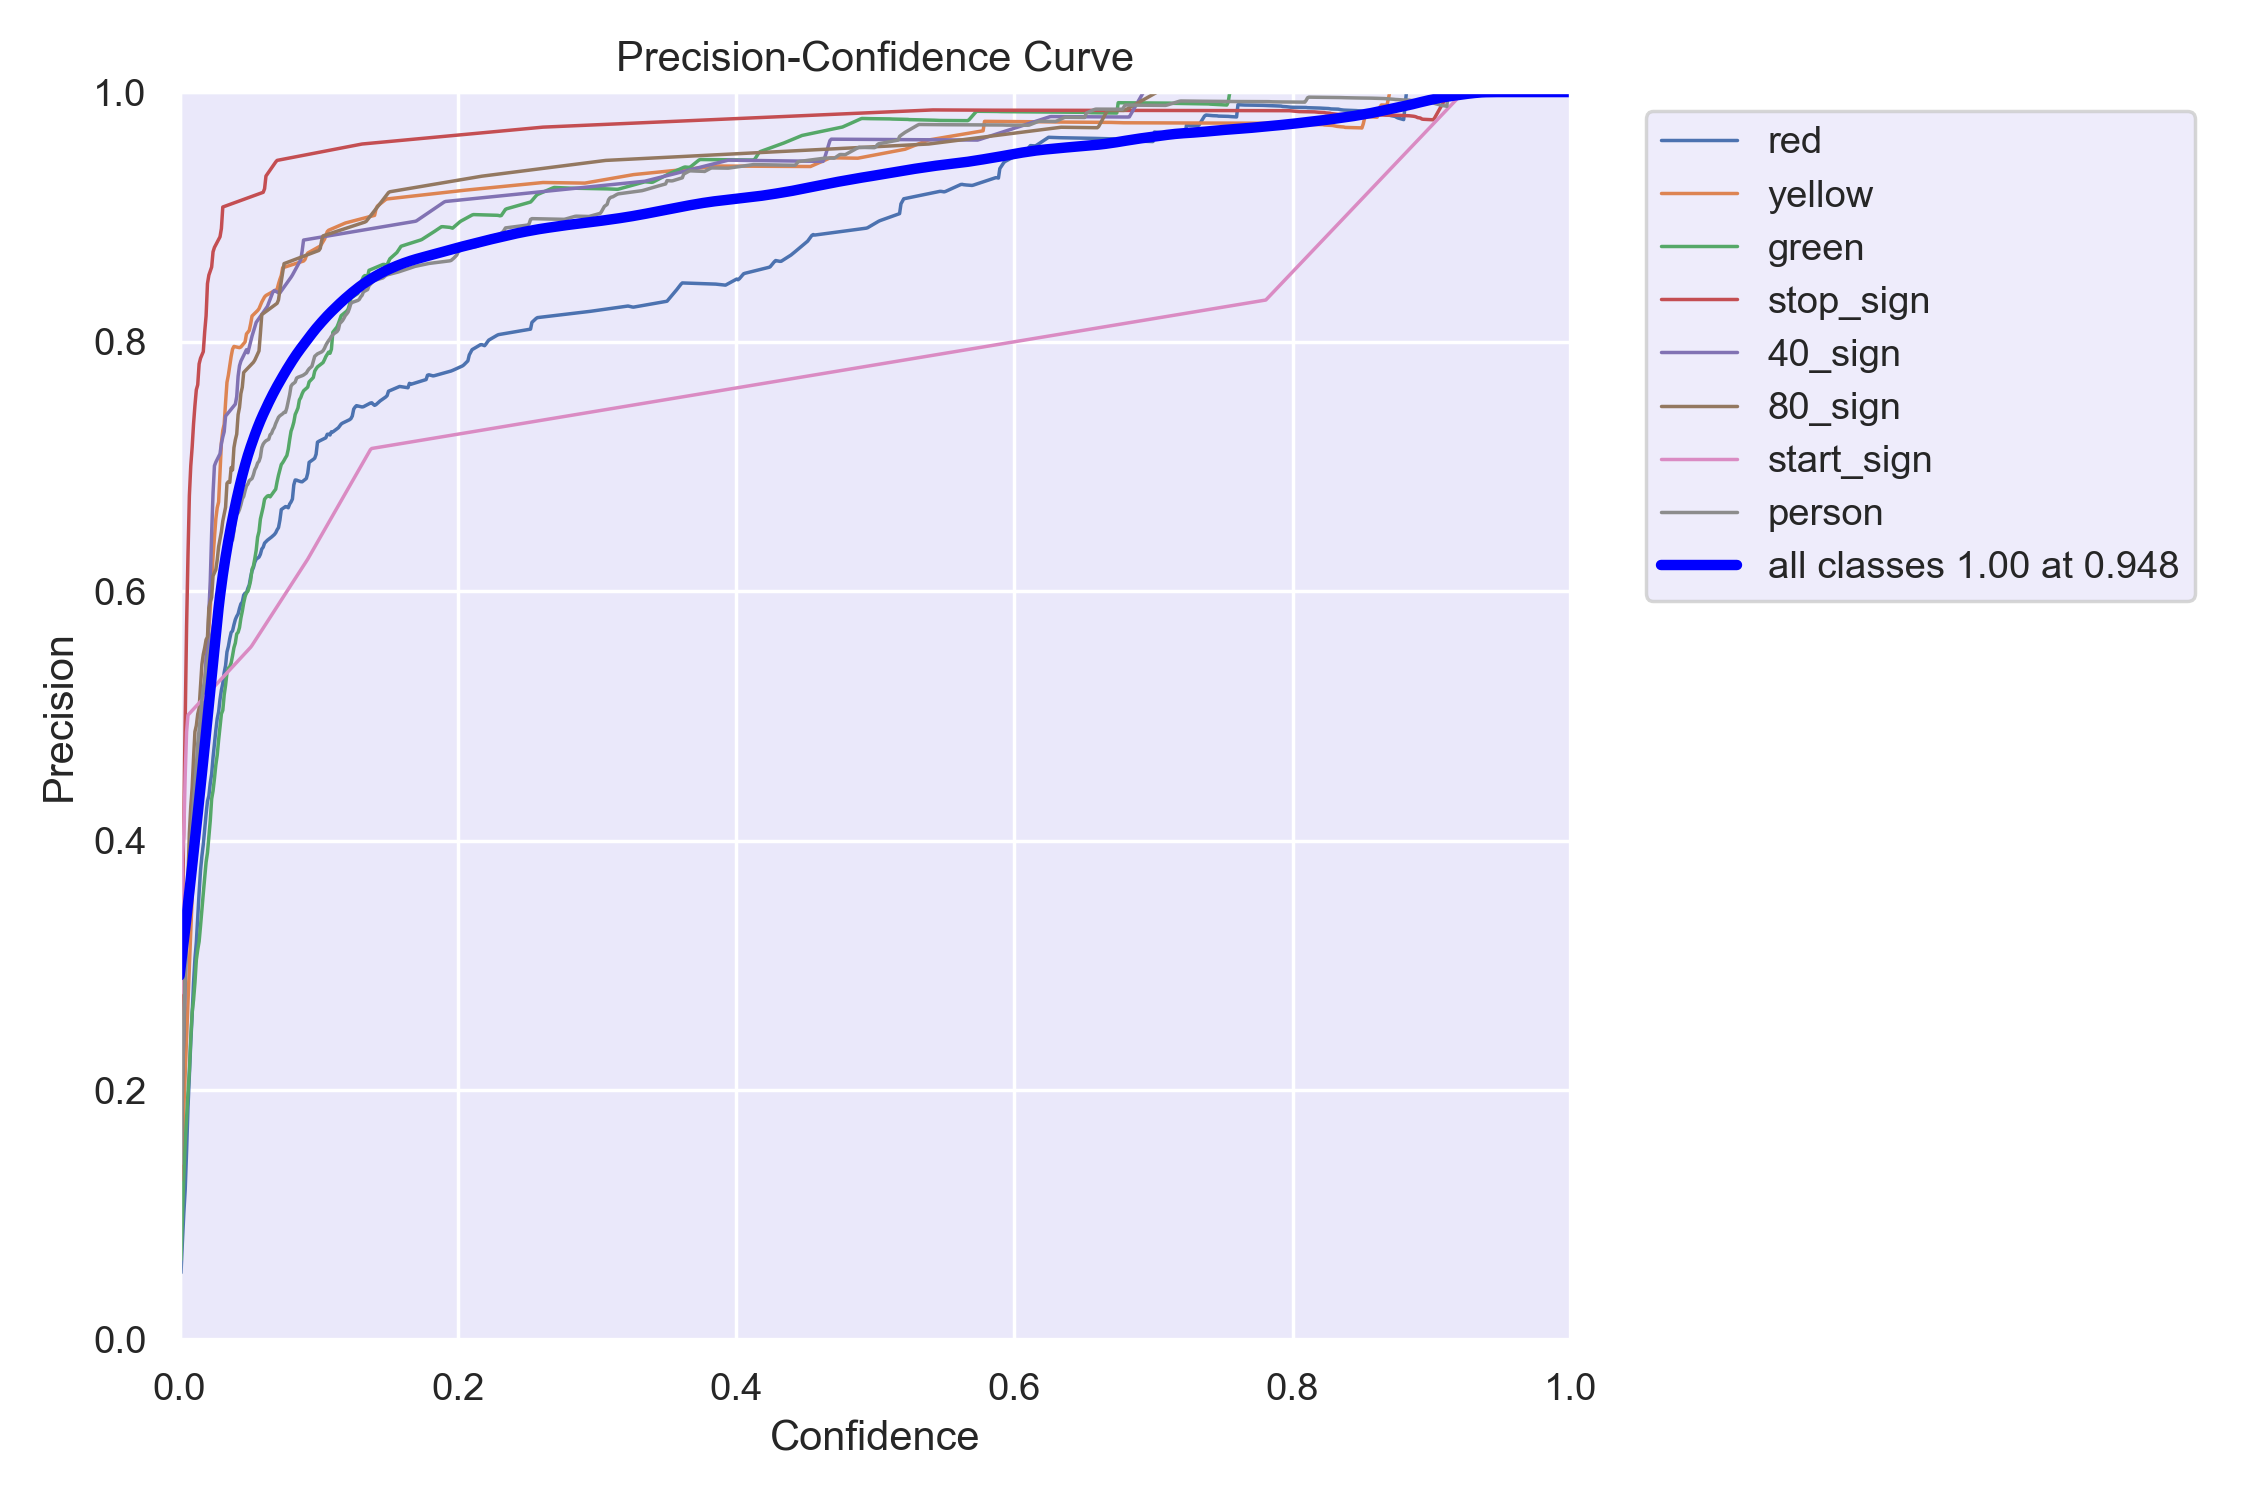 Precision-Confidence Curve
1.0
0.8
0.6
0.4
0.2
0.0
Precision
0.0 0.2 0.4 0.6 0.8 1.0
Confidence
red
yellow
green
stop_sign
40_sign
80_sign
start_sign
person
all classes 1.00 at 0.948